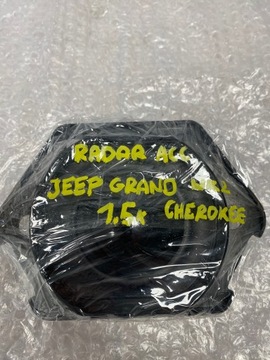 RADAR ACC
JEEP GRAND
1.5k CHEROKEE